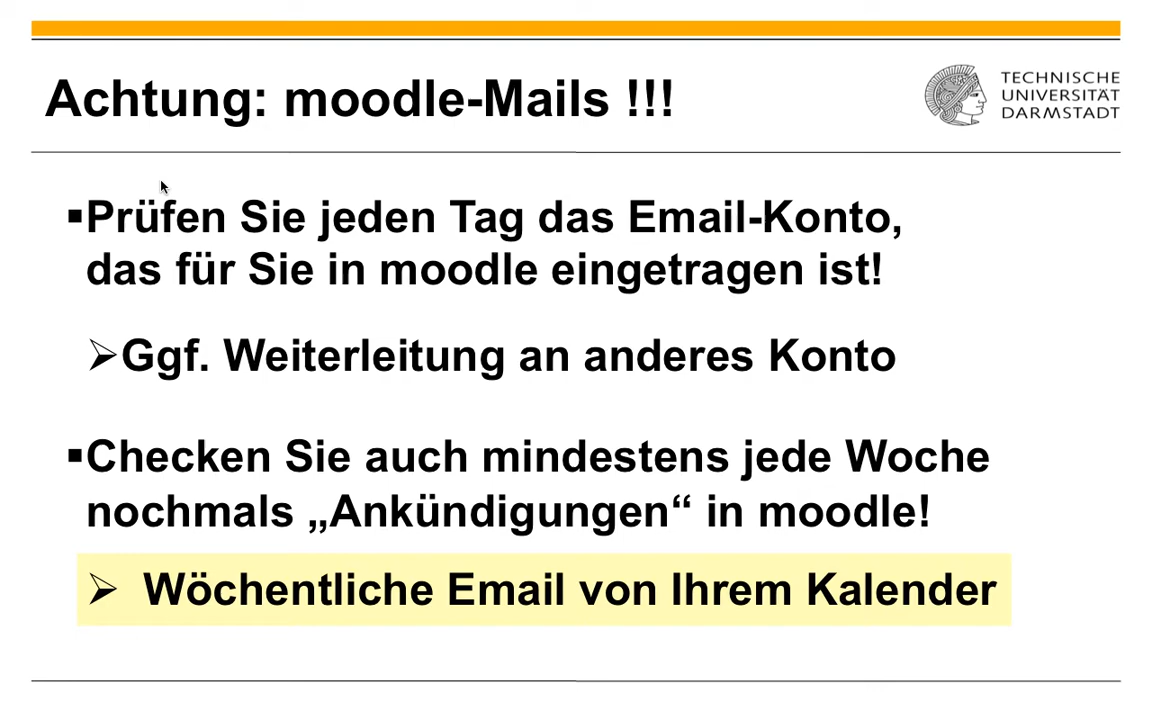 Achtung: moodle-Mails !!!
TECHNISCHE
UNIVERSITÄT
DARMSTADT
▪Prüfen Sie jeden Tag das Email-Konto,
das für Sie in moodle eingetragen ist!
➢Ggf. Weiterleitung an anderes Konto
▪Checken Sie auch mindestens jede Woche
nochmals „Ankündigungen“ in moodle!
➢ Wöchentliche Email von Ihrem Kalender